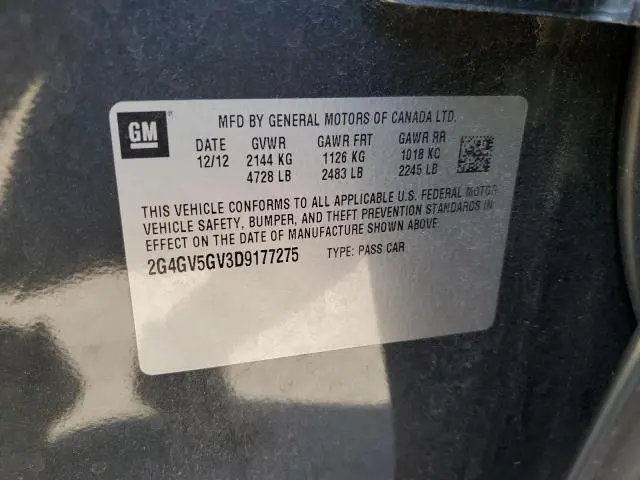 GM
MFD BY GENERAL MOTORS OF CANADA LTD.
DATE GVWR GAWR FRT GAWR RR
12/12 2144 KG 1126 KG 1018 KG
4728 LB 2483 LB 2245 LB
THIS VEHICLE CONFORMS TO ALL APPLICABLE U.S. FEDERAL MOTOR
VEHICLE SAFETY, BUMPER, AND THEFT PREVENTION STANDARDS IN
EFFECT ON THE DATE OF MANUFACTURE SHOWN ABOVE.
2G4GV5GV3D9177275 TYPE: PASS CAR